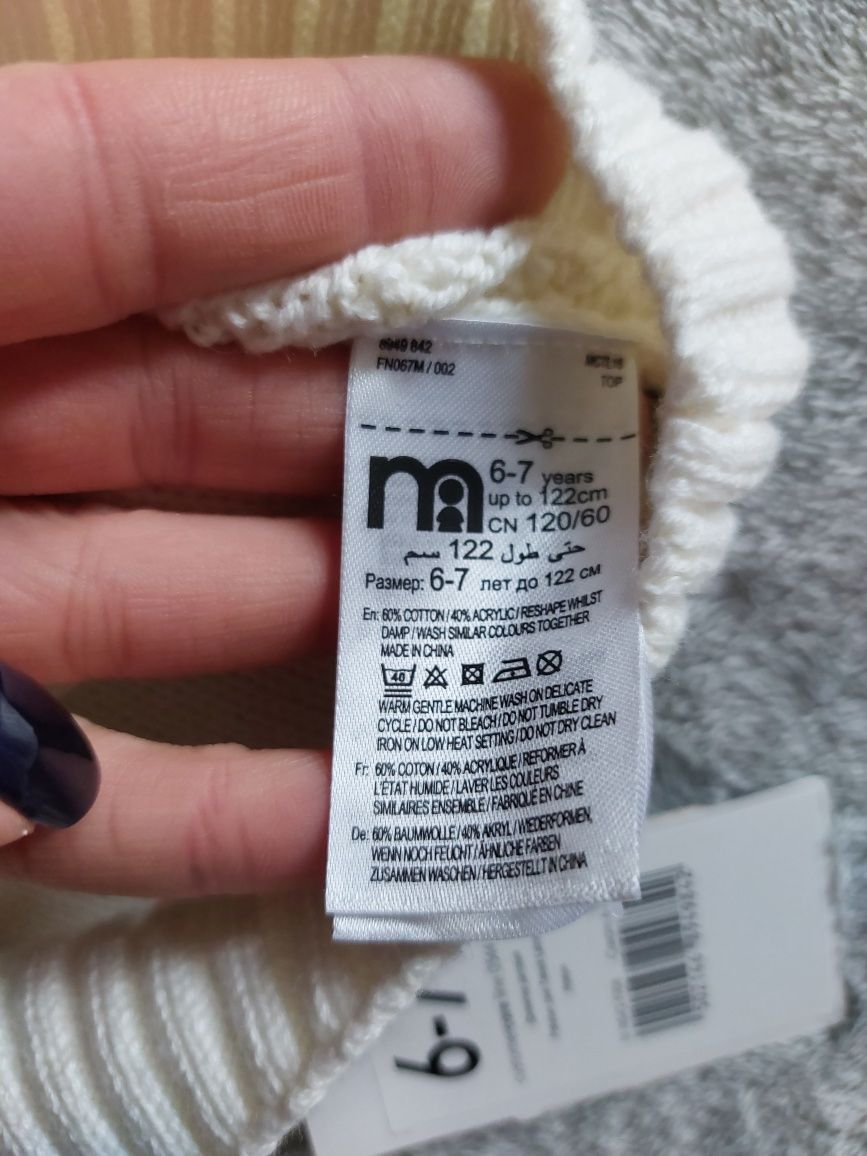 8949 842
FN067M / 002
TOP
6-7 years
up to 122cm
CN 120/60
حتى طول 122 سم
Размер: 6-7 лет до 122 см
En: 60% COTTON / 40% ACRYLIC / RESHAPE WHILST
DAMP / WASH SIMILAR COLOURS TOGETHER
MADE IN CHINA
40
WARM GENTLE MACHINE WASH ON DELICATE
CYCLE / DO NOT BLEACH / DO NOT TUMBLE DRY
IRON ON LOW HEAT SETTING / DO NOT DRY CLEAN
Fr: 60% COTON / 40% ACRYLIQUE / REFORMER À
L'ETAT HUMIDE / LAVER LES COULEURS
SIMILAIRES ENSEMBLE / FABRIQUÉ EN CHINE
De: 60% BAUMWOLLE / 40% AKRYL / WIEDERFORMEN,
WENN NOCH FEUCHT / ÄHNLICHE FARBEN
ZUSAMMEN WASCHEN / HERGESTELLT IN CHINA
6-7